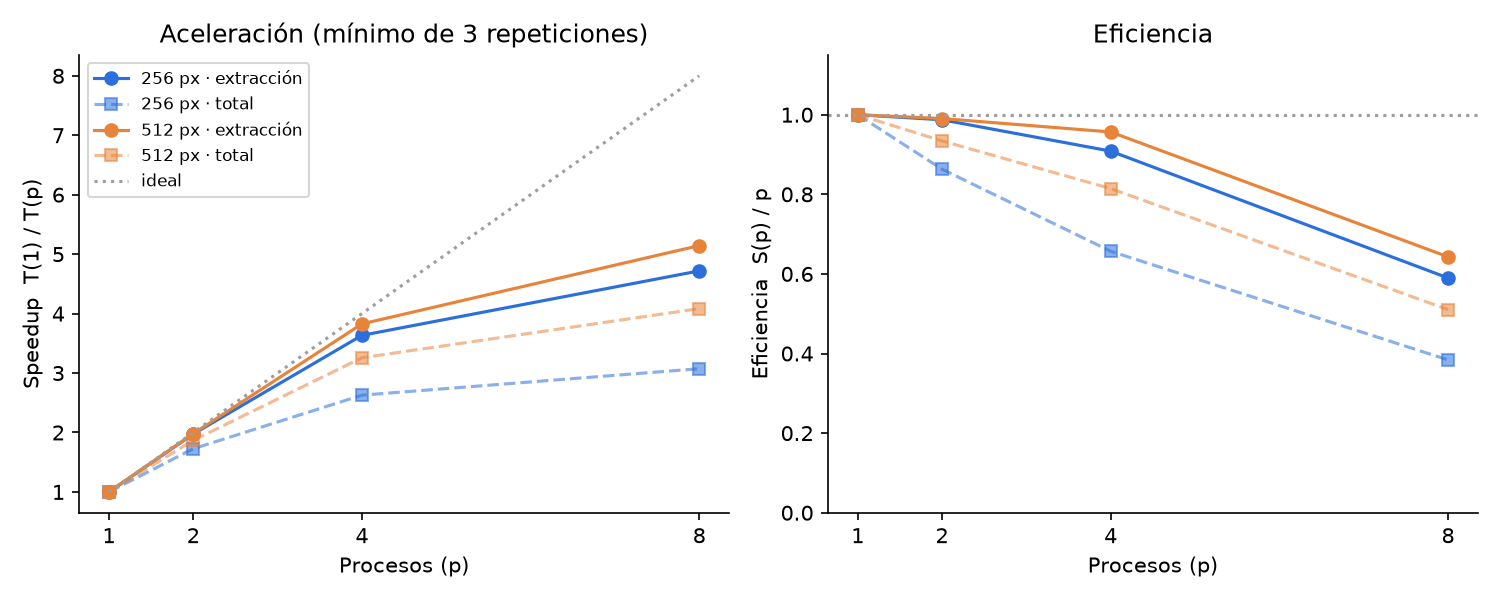 Aceleración (mínimo de 3 repeticiones)
256 px · extracción
256 px · total
512 px · extracción
512 px · total
ideal
8
7
6
5
4
3
2
1
Speedup T(1) / T(p)
1 2 4 8
Procesos (p)
Eficiencia
1.0
0.8
0.6
0.4
0.2
0.0
Eficiencia S(p) / p
1 2 4 8
Procesos (p)